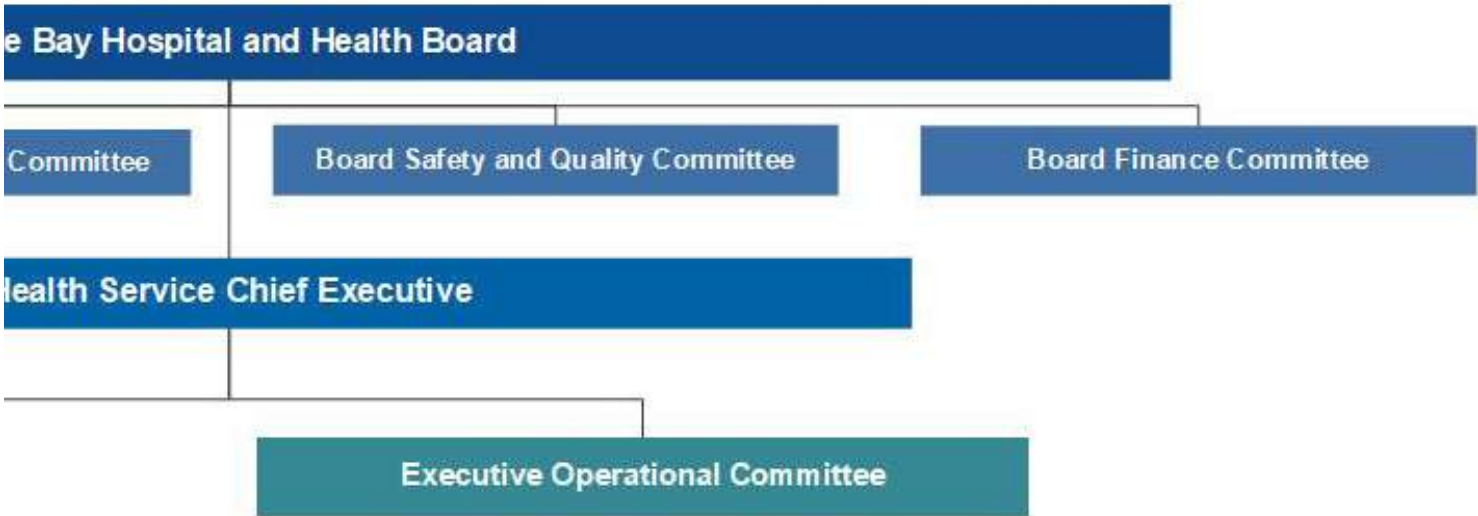 e Bay Hospital and Health Board
Committee
Board Safety and Quality Committee
Board Finance Committee
Health Service Chief Executive
Executive Operational Committee